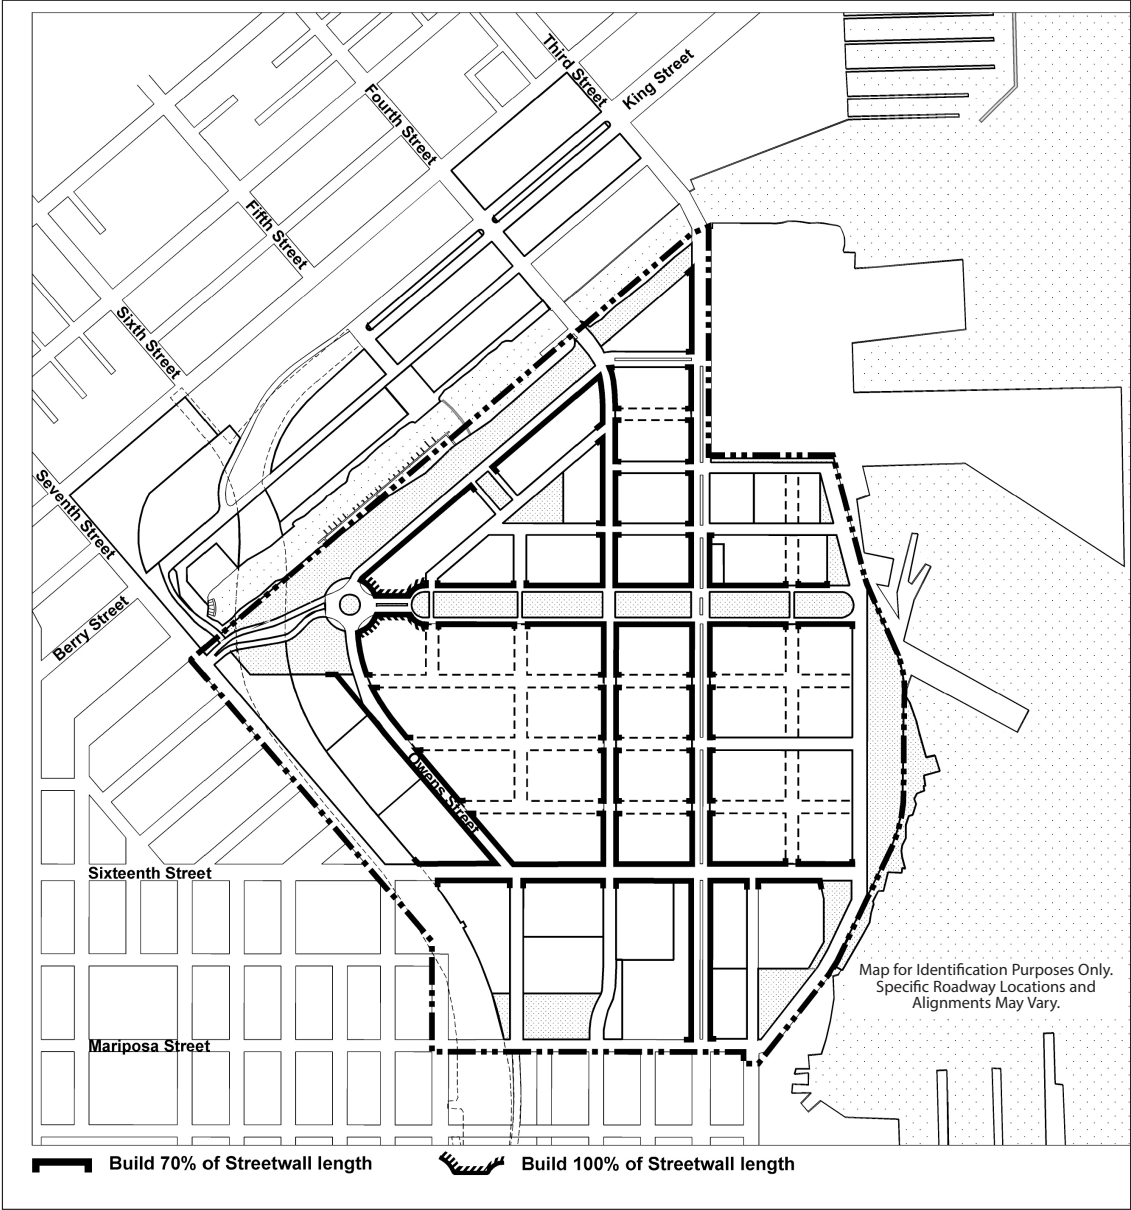 Third Street
King Street
Fourth Street
Fifth Street
Sixth Street
Seventh Street
Berry Street
Owens Street
Sixteenth Street
Map for Identification Purposes Only.
Specific Roadway Locations and
Alignments May Vary.
Mariposa Street
Build 70% of Streetwall length
Build 100% of Streetwall length